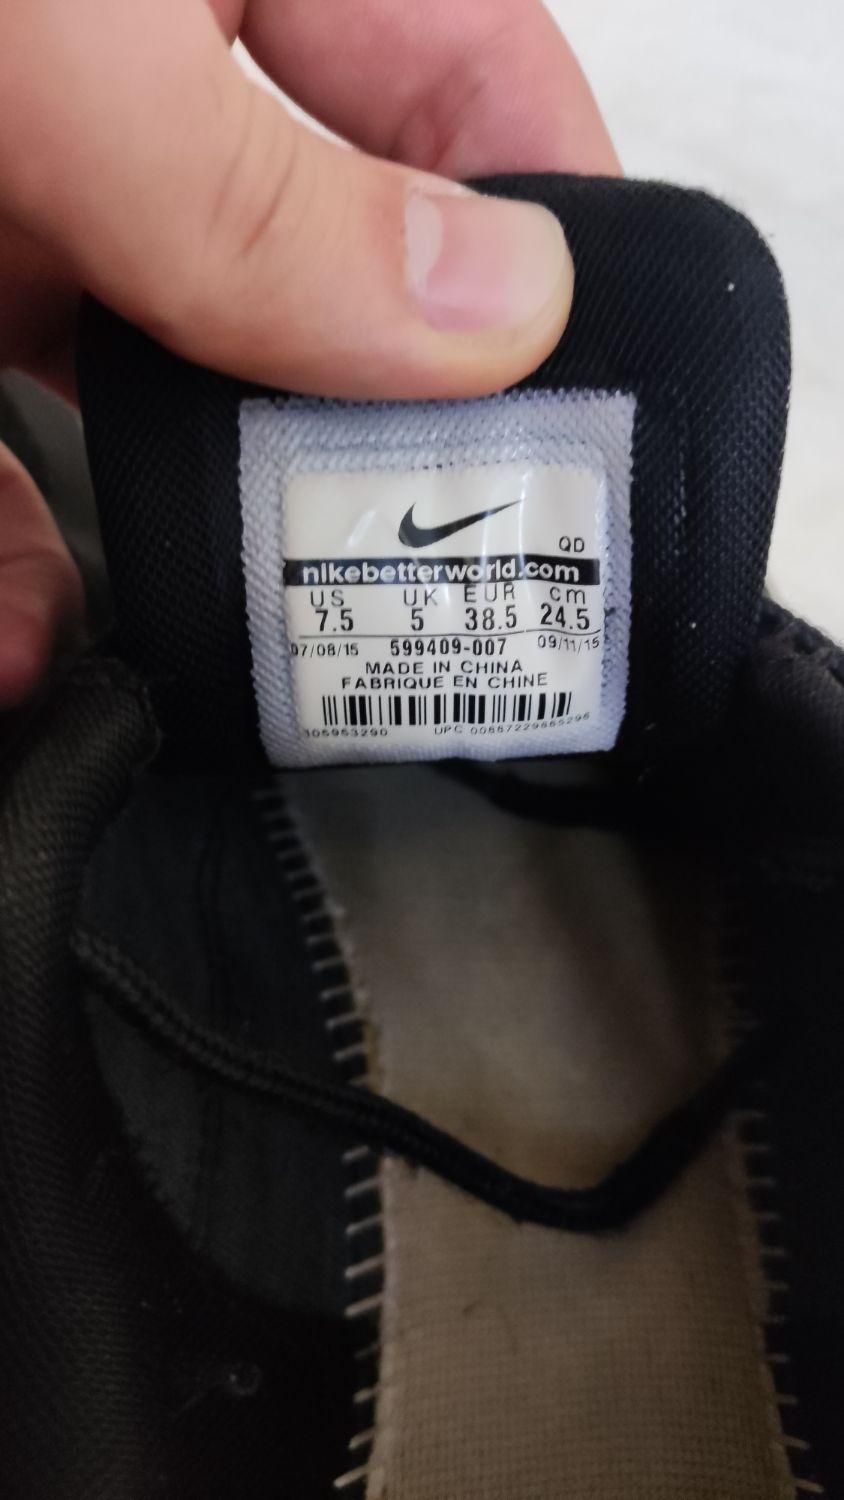 QD
nikebetterworld.com
US UK EUR cm
7.5 5 38.5 24.5
07/08/15 599409-007 09/11/15
MADE IN CHINA
FABRIQUE EN CHINE
UPC